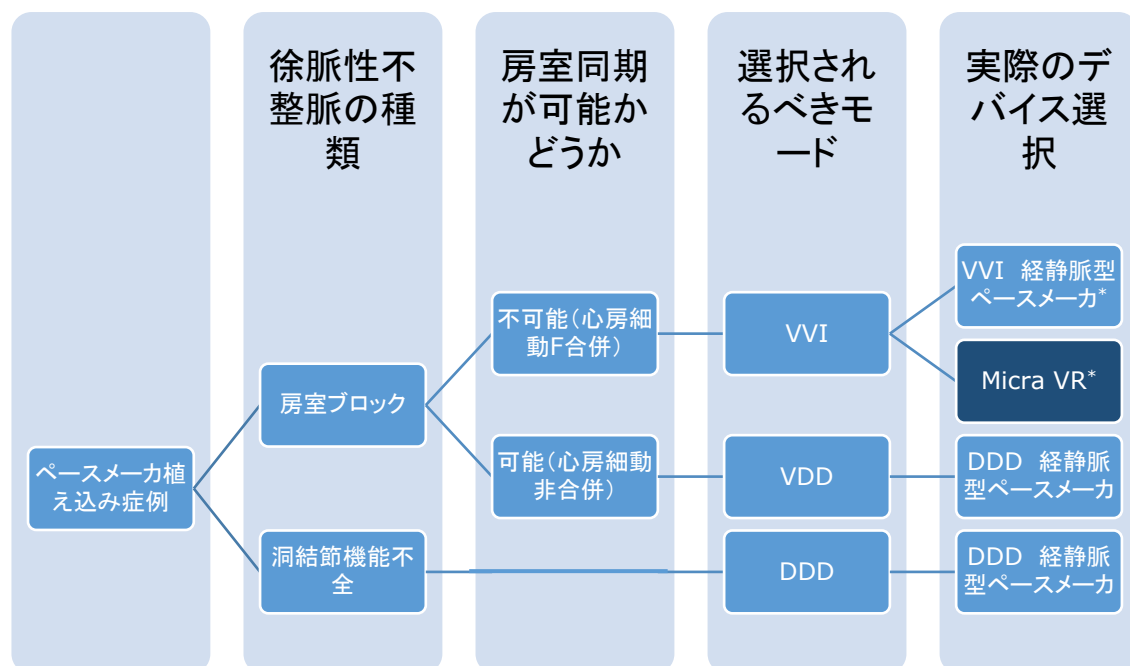 徐脈性不
整脈の種
類
房室同期
が可能か
どうか
選択され
るべきモ
ード
実際のデ
バイス選
択
ペースメーカ植
え込み症例
房室ブロック
洞結節機能不
全
不可能（心房細
動F合併）
可能（心房細動
非合併）
VVI
VDD
DDD
VVI 経静脈型
ペースメーカ*
Micra VR*
DDD 経静脈
型ペースメーカ
DDD 経静脈
型ペースメーカ